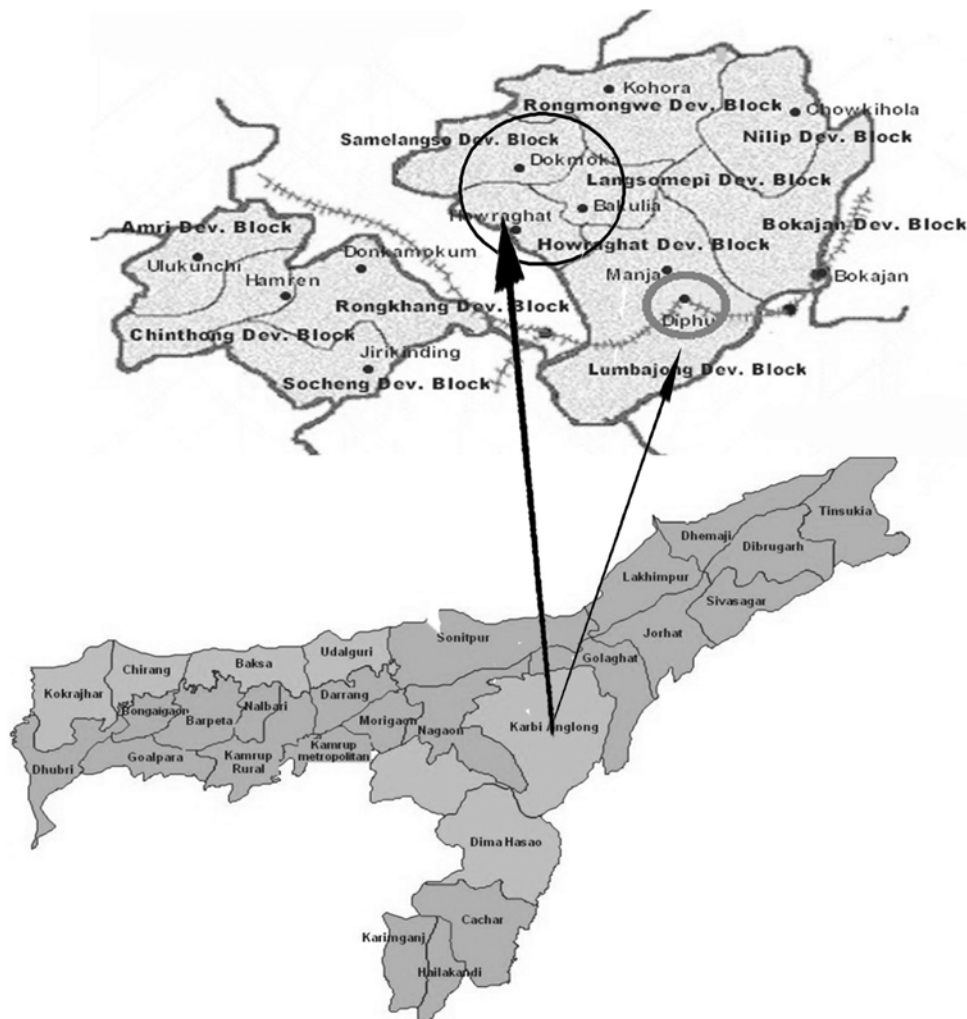 Kohora
Rongmongwe Dev. Block
Chowkihola
Nilip Dev. Block
Samelangso Dev. Block
Dokmoka
Langsomepi Dev. Block
Bakulia
Howraghat
Howraghat Dev. Block
Bokajan Dev. Block
Bokajan
Manja
Diphu
Lumbajong Dev. Block
Amri Dev. Block
Ulukunchi
Hamren
Donkamokum
Rongkhang Dev. Block
Chinthong Dev. Block
Jirikinding
Socheng Dev. Block
Tinsukia
Dhemaji
Dibrugarh
Lakhimpur
Sivasagar
Jorhat
Sonitpur
Golaghat
Udalguri
Baksa
Chirang
Kokrajhar
Darrang
Nalbari
Bongaigaon
Barpeta
Morigaon
Nagaon
Karbi Anglong
Kamrup
metropolitan
Goalpara
Kamrup
Rural
Dhubri
Dima Hasao
Cachar
Karimganj
Hailakandi